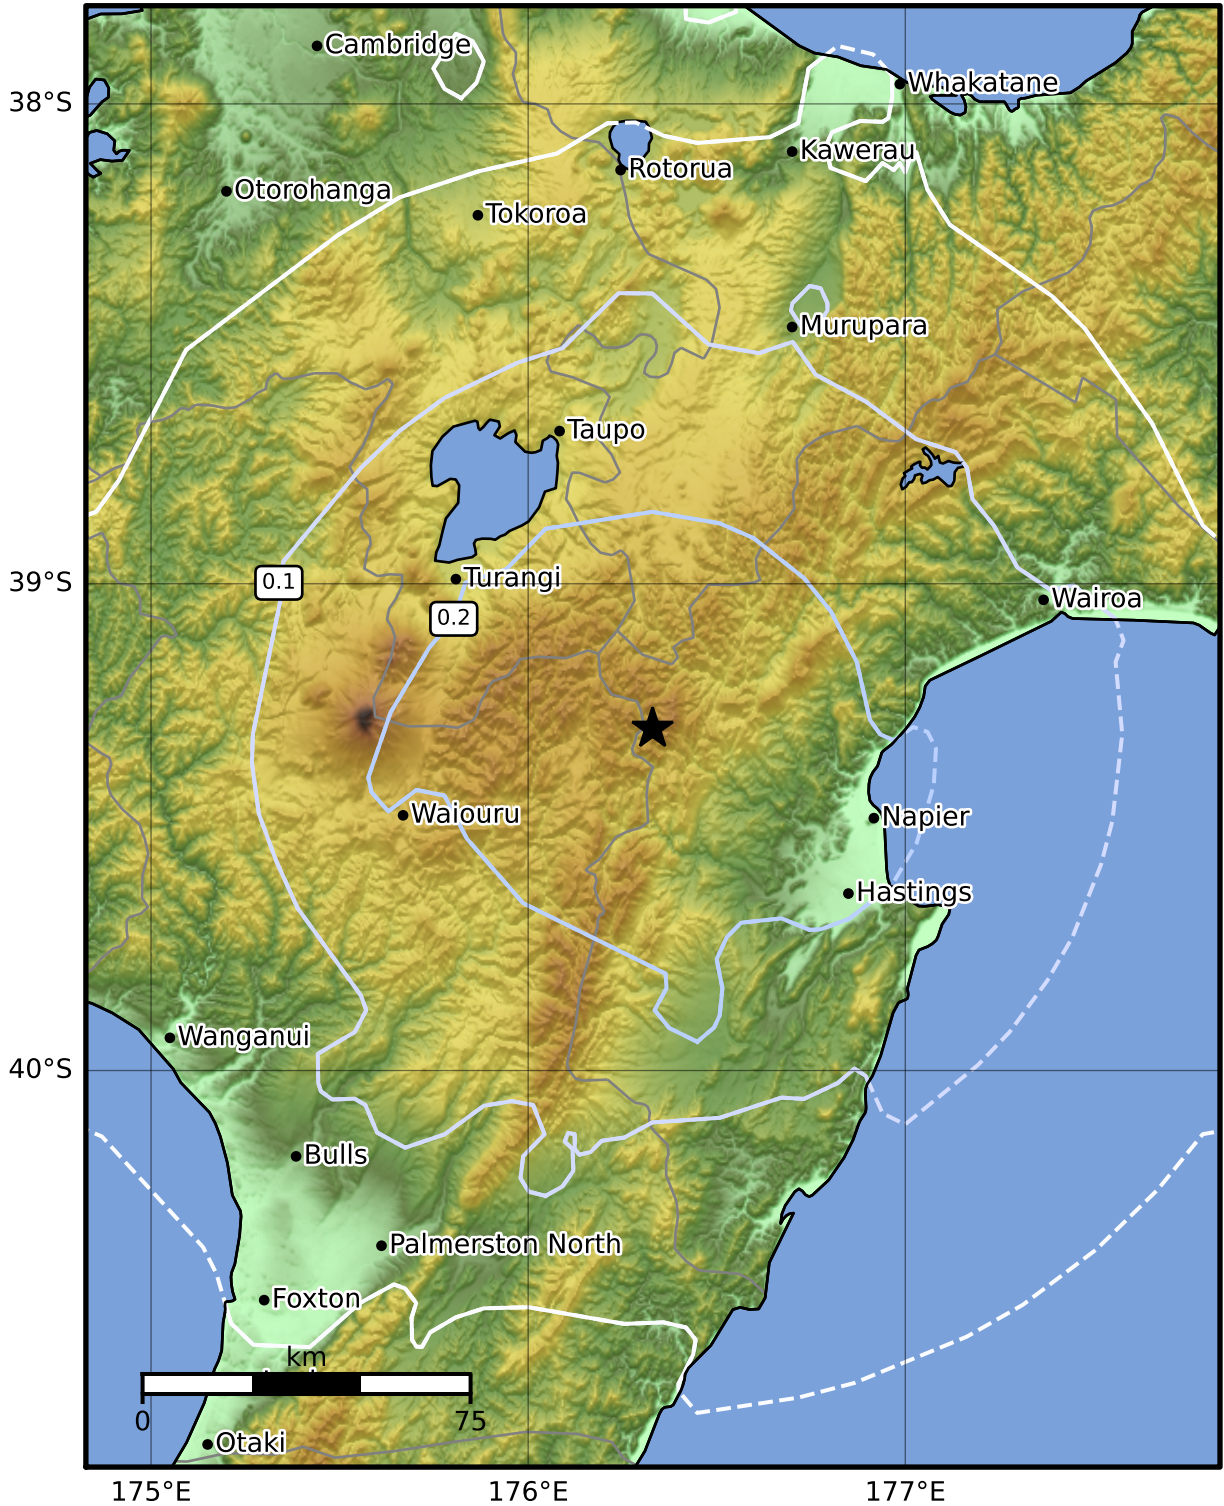 Cambridge
Whakatane
38°S
Kawerau
Rotorua
Otorohanga
Tokoroa
Murupara
Taupo
39°S
0.1
Turangi
Wairoa
0.2
Waiouru
Napier
Hastings
Wanganui
40°S
Bulls
Palmerston North
Foxton
km
0
75
Otaki
175°E
176°E
177°E